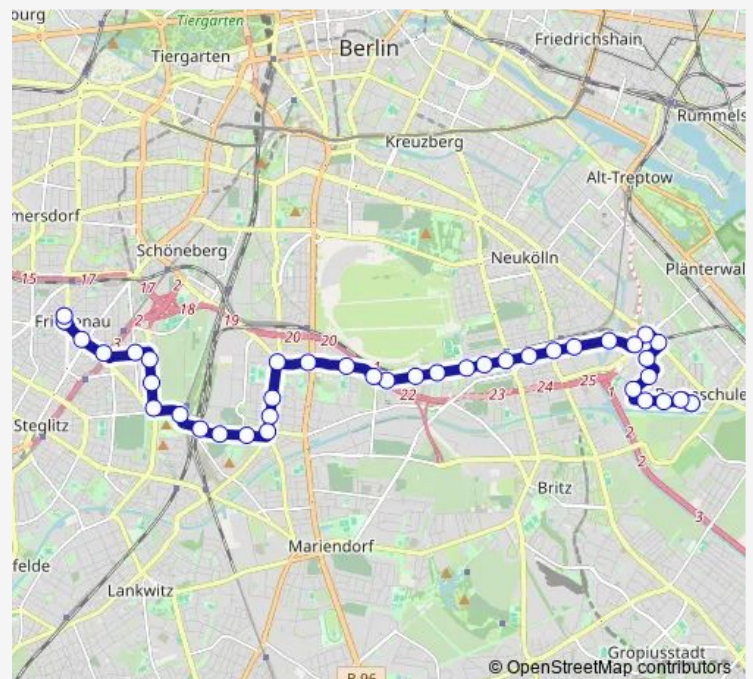 burg
Tiergarten
Tiergarten
Berlin
Friedrichshain
Rummels
Kreuzberg
Alt-Treptow
mersdorf
Schöneberg
Neukölln
Plänterwal
15
17
17
2
18
2
3
19
20
20
22
23
24
25
1
2
2
3
Steglitz
schule
Britz
Mariendorf
felde
Lankwitz
Gropiusstadt
B 96
© OpenStreetMap contributors